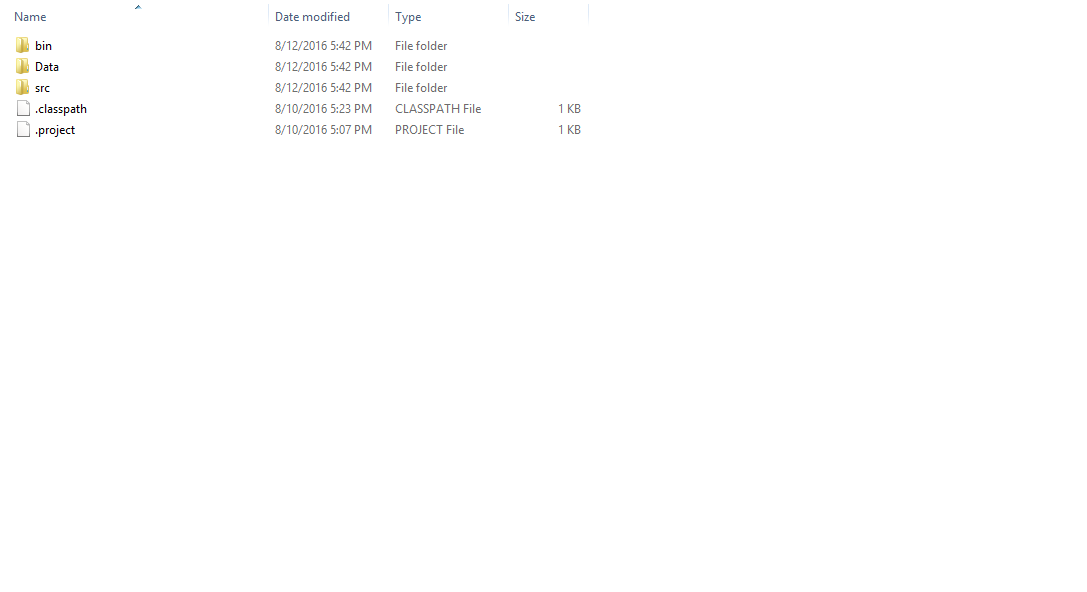 Name Date modified Type Size
bin 8/12/2016 5:42 PM File folder
Data 8/12/2016 5:42 PM File folder
src 8/12/2016 5:42 PM File folder
.classpath 8/10/2016 5:23 PM CLASSPATH File 1 KB
.project 8/10/2016 5:07 PM PROJECT File 1 KB